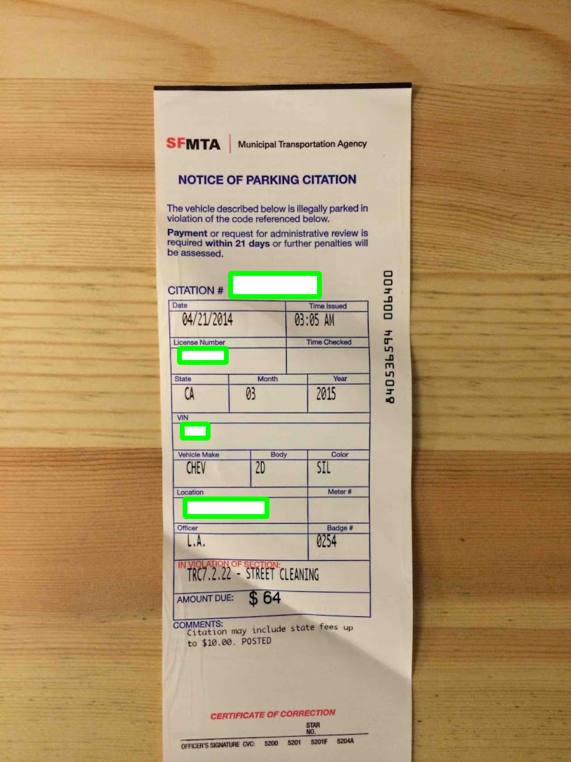 SFMTA | Municipal Transportation Agency
NOTICE OF PARKING CITATION
The vehicle described below is illegally parked in
violation of the code referenced below.
Payment or request for administrative review is
required within 21 days or further penalties will
be assessed.
CITATION #
Date Time Issued
04/21/2014 03:05 AM
License Number Time Checked
State Month Year
CA 03 2015
VIN
Vehicle Make Body Color
CHEV 2D SIL
Location Meter #
Officer Badge #
L.A. 0254
IN VIOLATION OF SECTION:
TRC7.2.22 - STREET CLEANING
AMOUNT DUE: $ 64
COMMENTS:
Citation may include state fees up
to $10.00. POSTED
CERTIFICATE OF CORRECTION
STAR
NO.
OFFICER'S SIGNATURE CVC: 5200 5201 5201F 5204A
840536594 006400